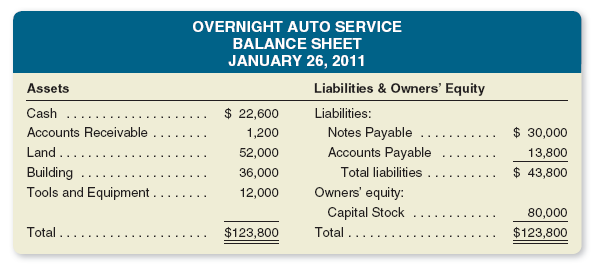 OVERNIGHT AUTO SERVICE
BALANCE SHEET
JANUARY 26, 2011
Assets Liabilities & Owners' Equity
Cash .................... $ 22,600 Liabilities:
Accounts Receivable ........ 1,200 Notes Payable ........... $ 30,000
Land ..................... 52,000 Accounts Payable ........ 13,800
Building .................. 36,000 Total liabilities .......... $ 43,800
Tools and Equipment ........ 12,000 Owners' equity:
Capital Stock ............ 80,000
Total ..................... $123,800 Total ..................... $123,800